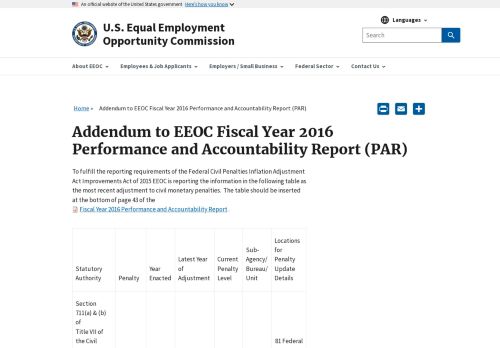 An official website of the United States government Here's how you know
U.S. Equal Employment
Opportunity Commission
Languages
Search
About EEOC
Employees & Job Applicants
Employers / Small Business
Federal Sector
Contact Us
Home » Addendum to EEOC Fiscal Year 2016 Performance and Accountability Report (PAR)
Addendum to EEOC Fiscal Year 2016
Performance and Accountability Report (PAR)
To fulfill the reporting requirements of the Federal Civil Penalties Inflation Adjustment
Act Improvements Act of 2015 EEOC is reporting the information in the following table as
the most recent adjustment to civil monetary penalties. The table should be inserted
at the bottom of page 43 of the
Fiscal Year 2016 Performance and Accountability Report.
Statutory
Authority
Penalty
Year
Enacted
Latest Year
of
Adjustment
Current
Penalty
Level
Sub-
Agency/
Bureau/
Unit
Locations
for
Penalty
Update
Details
Section
711(a) & (b)
of
Title VII of
the Civil
81 Federal